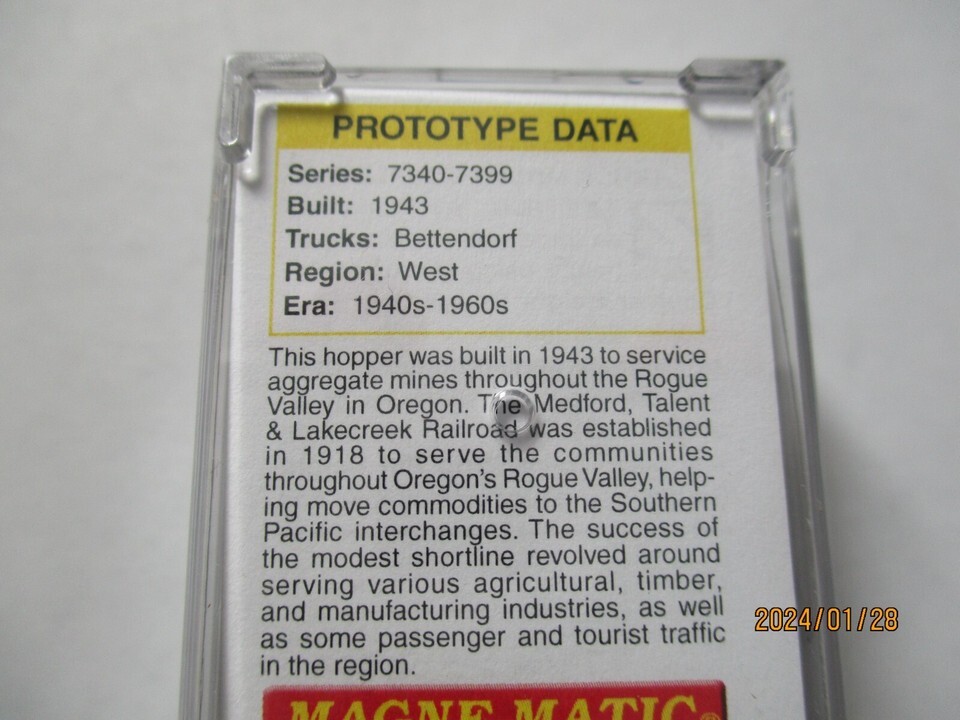 PROTOTYPE DATA
Series: 7340-7399
Built: 1943
Trucks: Bettendorf
Region: West
Era: 1940s-1960s
This hopper was built in 1943 to service
aggregate mines throughout the Rogue
Valley in Oregon. The Medford, Talent
& Lakecreek Railroad was established
in 1918 to serve the communities
throughout Oregon's Rogue Valley, help-
ing move commodities to the Southern
Pacific interchanges. The success of
the modest shortline revolved around
serving various agricultural, timber,
and manufacturing industries, as well
as some passenger and tourist traffic
in the region.
MAGNE-MATIC®
2024/01/28